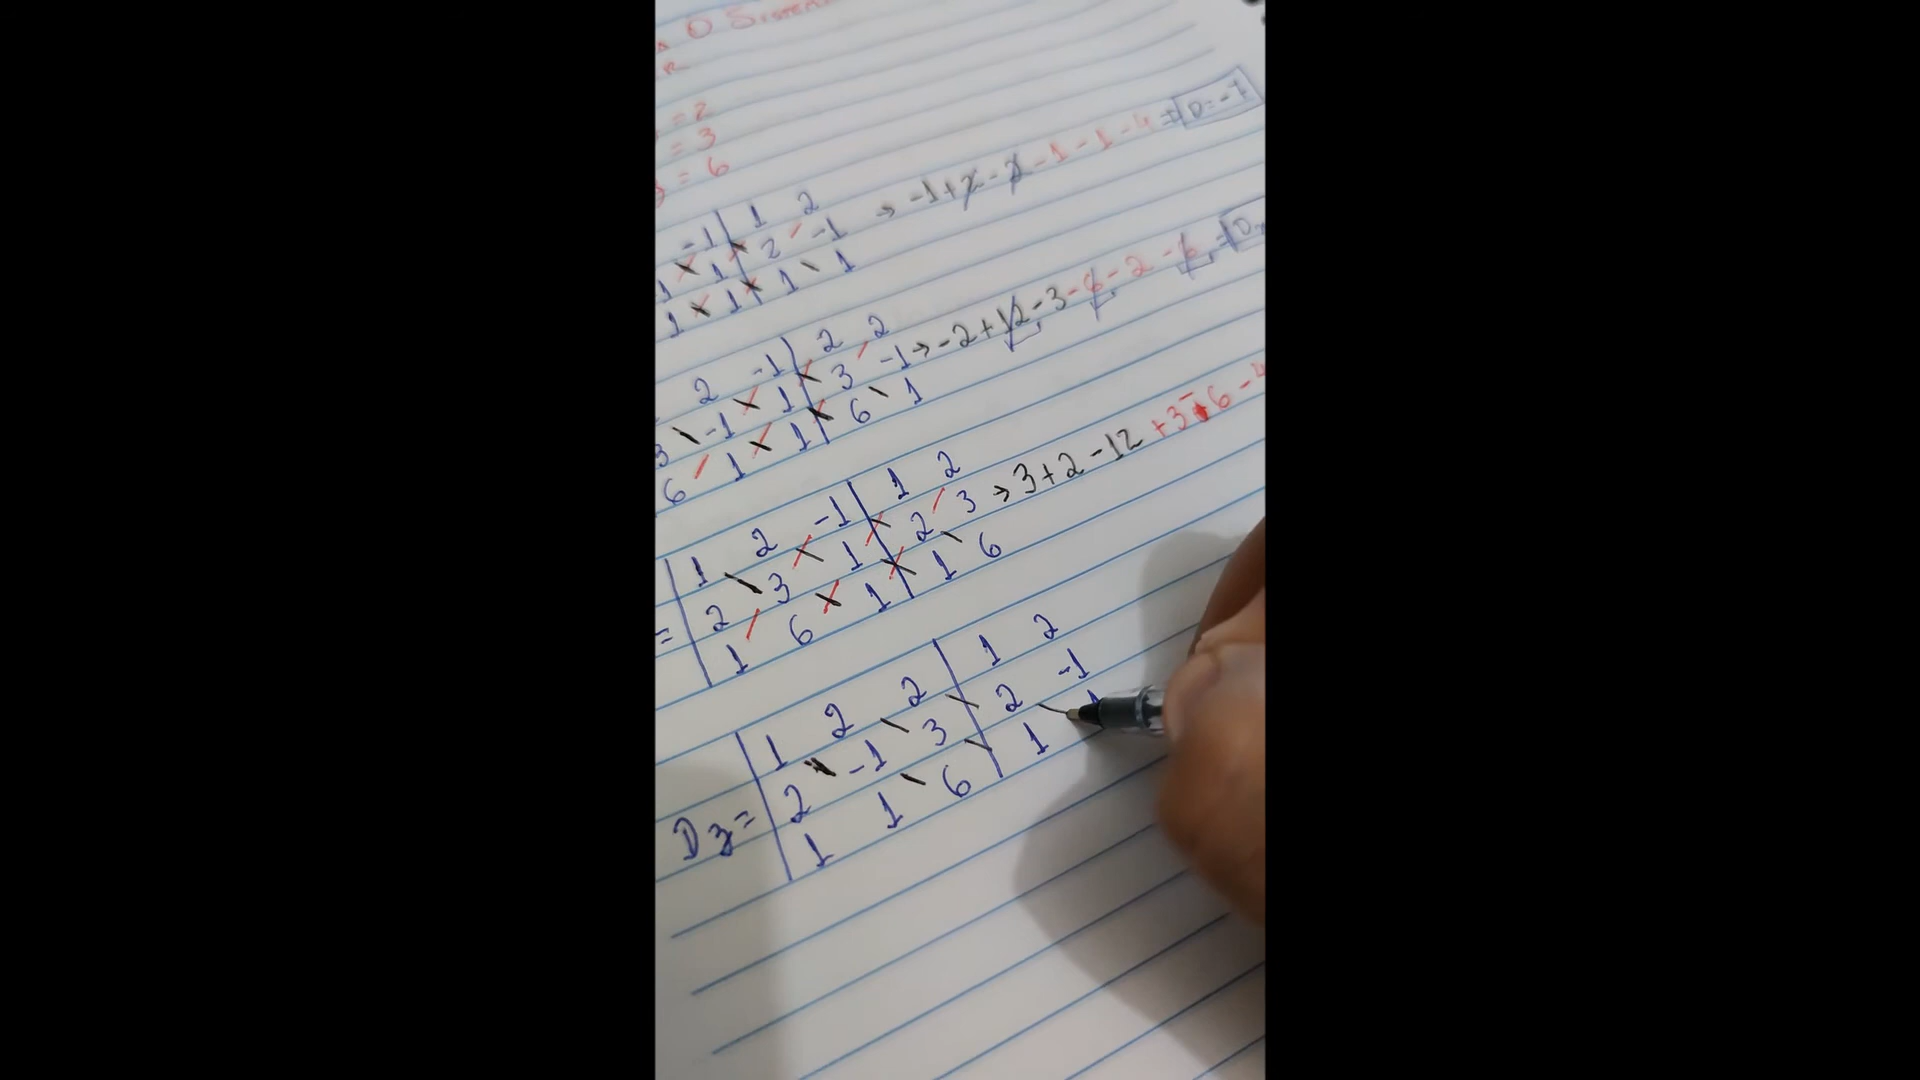 O Sistem
= 2
= 3
= 6
-1 | 1 2
1 1 | 2 -1 → -1+2-2-1-1-4 = D=-7
1 1 | 1 1
2 -1 | 2 2
3 -1 1 | 3 -1 → -2+12-3-6-2-6 = D
6 1 1 | 6 1
1 2 -1 | 1 2
= 2 3 1 | 2 3 → 3+2-12+3-6-4
1 6 1 | 1 6
1 2 2 | 1 2
Dz= 2 -1 3 | 2 -1
1 1 6 | 1 1